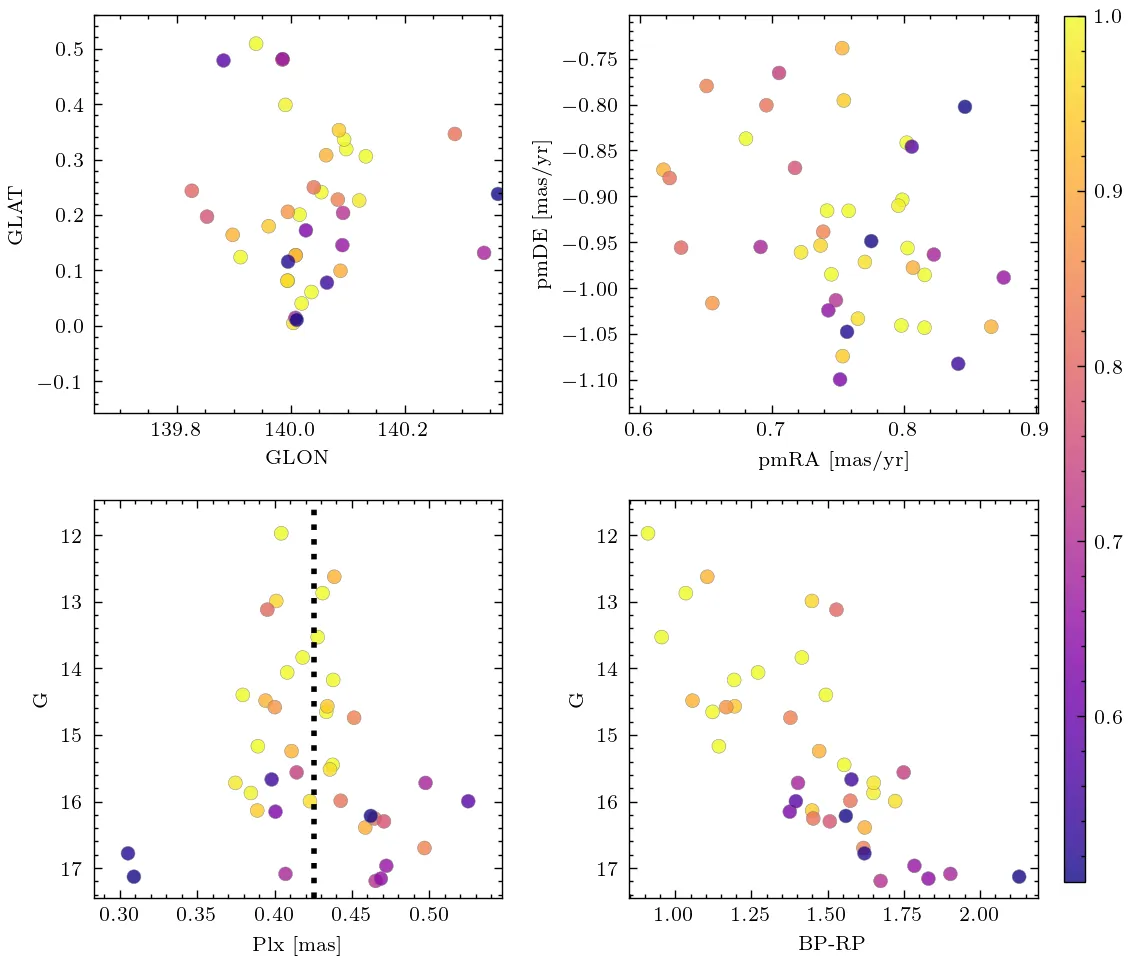 0.5
0.4
0.3
0.2
0.1
0.0
−0.1
GLAT
139.8 140.0 140.2
GLON
−0.75
−0.80
−0.85
−0.90
−0.95
−1.00
−1.05
−1.10
pmDE [mas/yr]
0.6 0.7 0.8 0.9
pmRA [mas/yr]
12
13
14
15
16
17
G
0.30 0.35 0.40 0.45 0.50
Plx [mas]
12
13
14
15
16
17
G
1.00 1.25 1.50 1.75 2.00
BP-RP
1.0
0.9
0.8
0.7
0.6